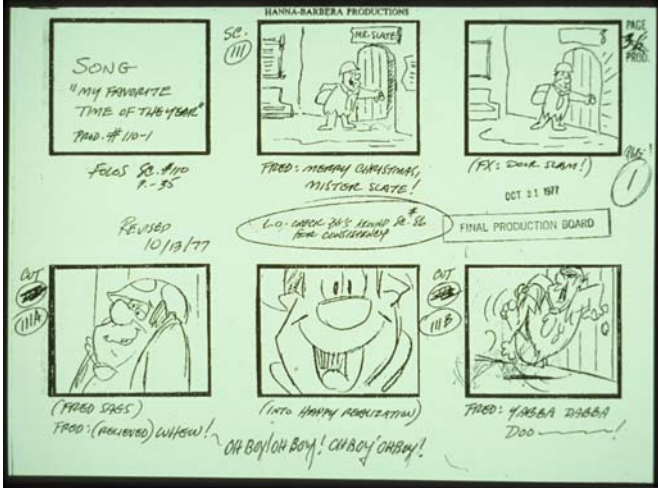 HANNA-BARBERA PRODUCTIONS
PAGE
36
PROD.
SONG
"MY FAVORITE
TIME OF THE YEAR"
PROD. # 110-1
SC.
111
MR. SLATE
FOLOS SC. #110
P. - 35
FRED: MERRY CHRISTMAS,
MISTER SLATE!
(FX: DOOR SLAM!)
1
OCT 21 1977
REVISED
10/13/77
L.O. CHECK BG'S AROUND SC. # 86
FOR CONSISTENCY
FINAL PRODUCTION BOARD
CUT
111A
CUT
111B
(FRED SAGS)
FRED: (RELIEVED) WHEW!
(INTO HAPPY REALIZATION)
OH BOY! OH BOY! OH BOY! OH BOY!
FRED: YABBA DABBA
DOO!